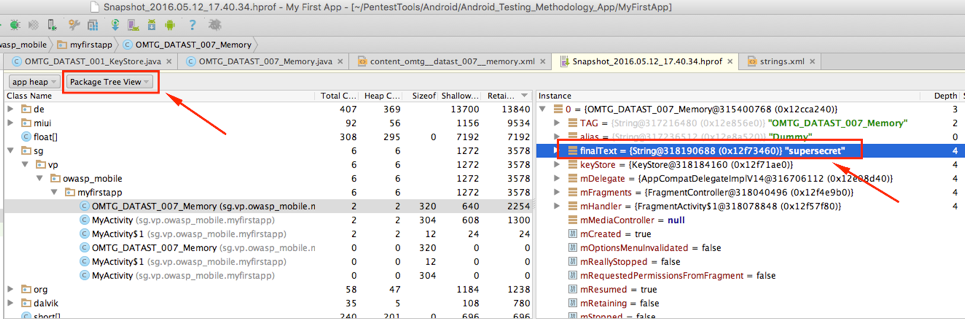 Snapshot_2016.05.12_17.40.34.hprof - My First App - [~/PentestTools/Android/Android_Testing_Methodology_App/MyFirstApp]
owasp_mobile myfirstapp OMTG_DATAST_007_Memory
OMTG_DATAST_001_KeyStore.java OMTG_DATAST_007_Memory.java content_omtg__datast_007__memory.xml Snapshot_2016.05.12_17.40.34.hprof strings.xml
app heap Package Tree View
Class Name Total C... Heap C... Sizeof Shallow... Retai...
de 407 369 13700 13840
miui 92 56 1156 9534
float[] 308 295 0 7192 7192
sg 6 6 1272 3578
vp 6 6 1272 3578
owasp_mobile 6 6 1272 3578
myfirstapp 6 6 1272 3578
OMTG_DATAST_007_Memory (sg.vp.owasp_mobile.m 2 2 320 640 2254
MyActivity (sg.vp.owasp_mobile.myfirstapp) 2 2 304 608 1300
MyActivity$1 (sg.vp.owasp_mobile.myfirstapp) 2 2 12 24 24
OMTG_DATAST_007_Memory (sg.vp.owasp_mobile.m 0 0 320 0 0
MyActivity$1 (sg.vp.owasp_mobile.myfirstapp) 0 0 12 0 0
MyActivity (sg.vp.owasp_mobile.myfirstapp) 0 0 304 0 0
org 58 47 1184 1238
dalvik 35 5 108 780
short[] 240 201 0 696 696
Instance Depth S
0 = {OMTG_DATAST_007_Memory@315400768 (0x12cca240)} 3
TAG = {String@317216480 (0x12e856e0)} "OMTG_DATAST_007_Memory" 2
alias = {String@317236512 (0x12e8a520)} "Dummy" 0
finalText = {String@318190688 (0x12f73460)} "supersecret" 4
keyStore = {KeyStore@318184160 (0x12f71ae0)} 4
mDelegate = {AppCompatDelegateImplV14@316706112 (0x12e08d40)} 4
mFragments = {FragmentController@318040496 (0x12f4e9b0)} 4
mHandler = {FragmentActivity$1@318078848 (0x12f57f80)} 4
mMediaController = null
mCreated = true
mOptionsMenuInvalidated = false
mReallyStopped = false
mRequestedPermissionsFromFragment = false
mResumed = true
mRetaining = false
mStopped = false